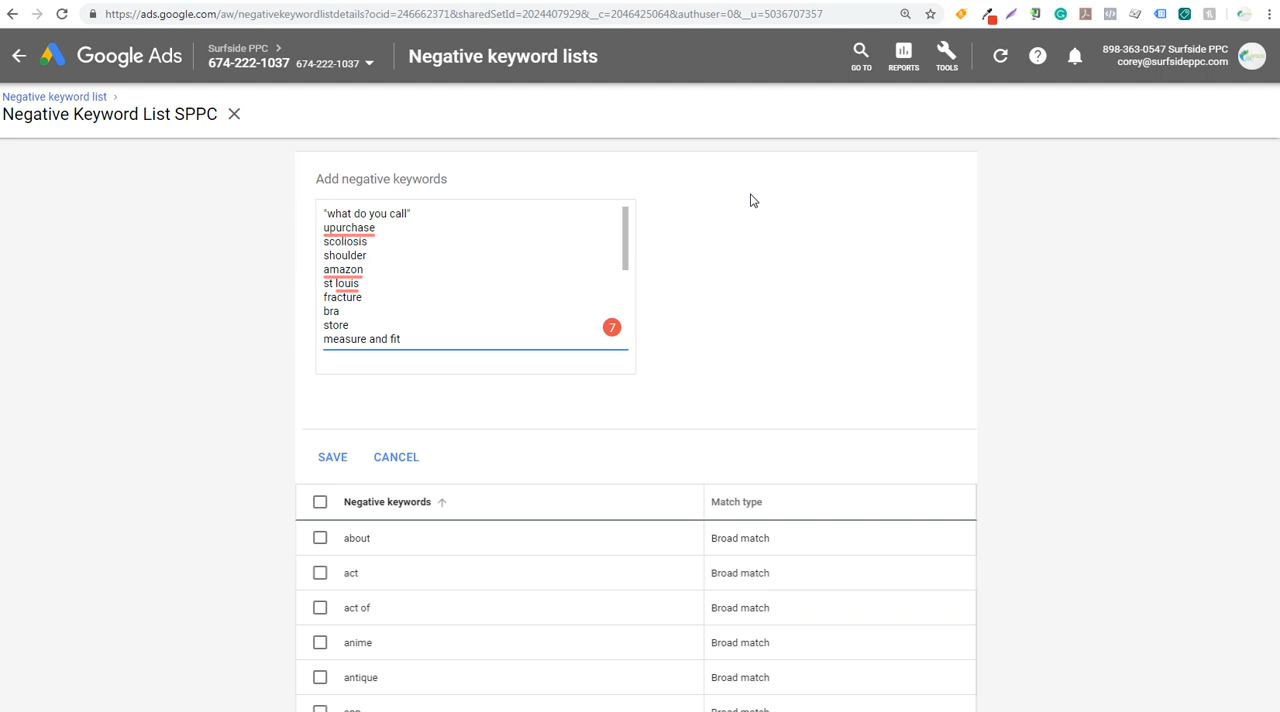 https://ads.google.com/aw/negativekeywordlistdetails?ocid=246662371&sharedSetId=2024407929&__c=2046425064&authuser=0&__u=5036707357
Google Ads
Surfside PPC
674-222-1037 674-222-1037
Negative keyword lists
GO TO
REPORTS
TOOLS
898-363-0547 Surfside PPC
corey@surfsideppc.com
Negative keyword list
Negative Keyword List SPPC
Add negative keywords
"what do you call"
upurchase
scoliosis
shoulder
amazon
st louis
fracture
bra
store
measure and fit
7
SAVE CANCEL
Negative keywords Match type
about Broad match
act Broad match
act of Broad match
anime Broad match
antique Broad match